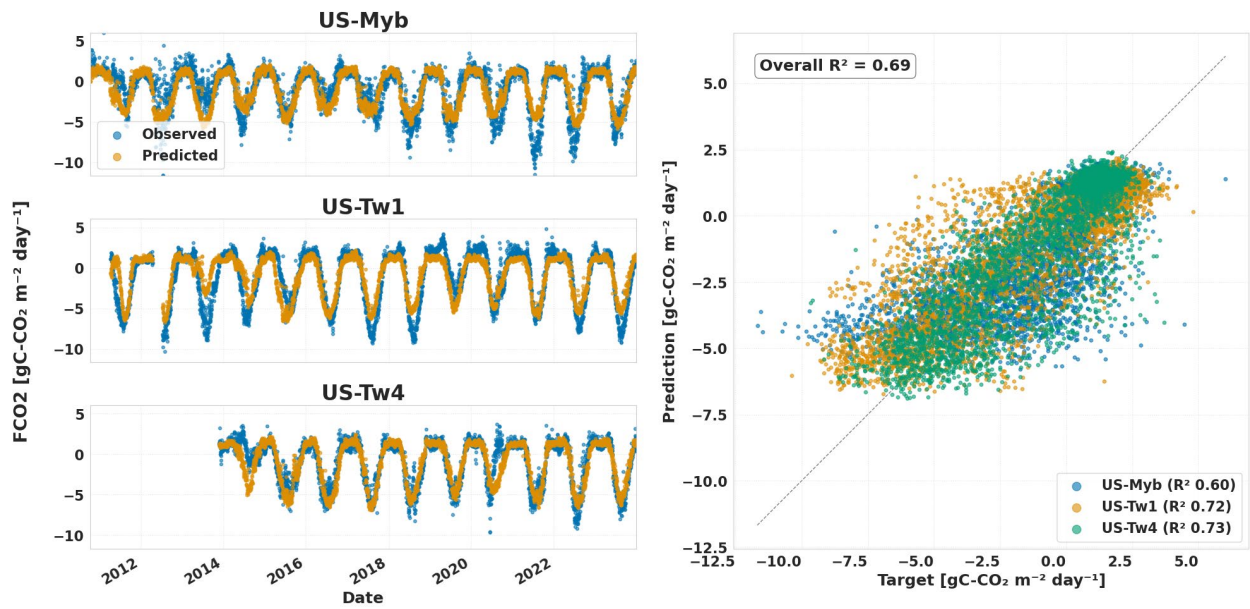 US-Myb
5
0
−5
−10
Observed
Predicted
US-Tw1
5
0
−5
−10
US-Tw4
5
0
−5
−10
2012
2014
2016
2018
2020
2022
Date
FCO2 [gC-CO₂ m⁻² day⁻¹]
Overall R² = 0.69
5.0
2.5
0.0
−2.5
−5.0
−7.5
−10.0
−12.5
Prediction [gC-CO₂ m⁻² day⁻¹]
US-Myb (R² 0.60)
US-Tw1 (R² 0.72)
US-Tw4 (R² 0.73)
−12.5 −10.0 −7.5 −5.0 −2.5 0.0 2.5 5.0
Target [gC-CO₂ m⁻² day⁻¹]